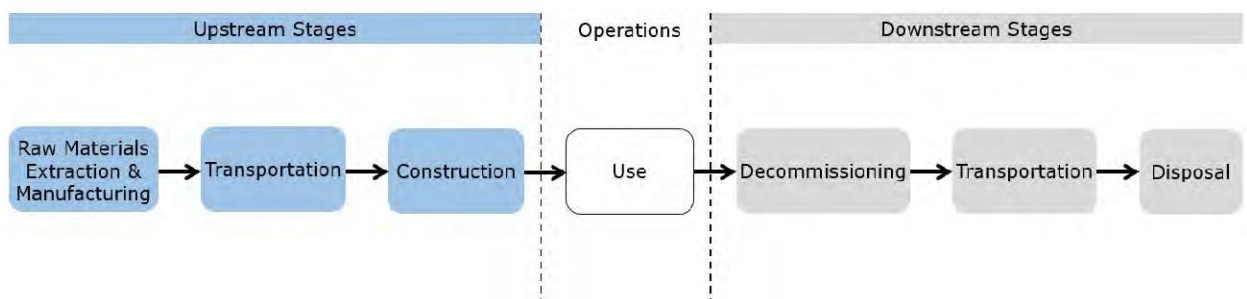 Upstream Stages
Operations
Downstream Stages
Raw Materials
Extraction &
Manufacturing
Transportation
Construction
Use
Decommissioning
Transportation
Disposal